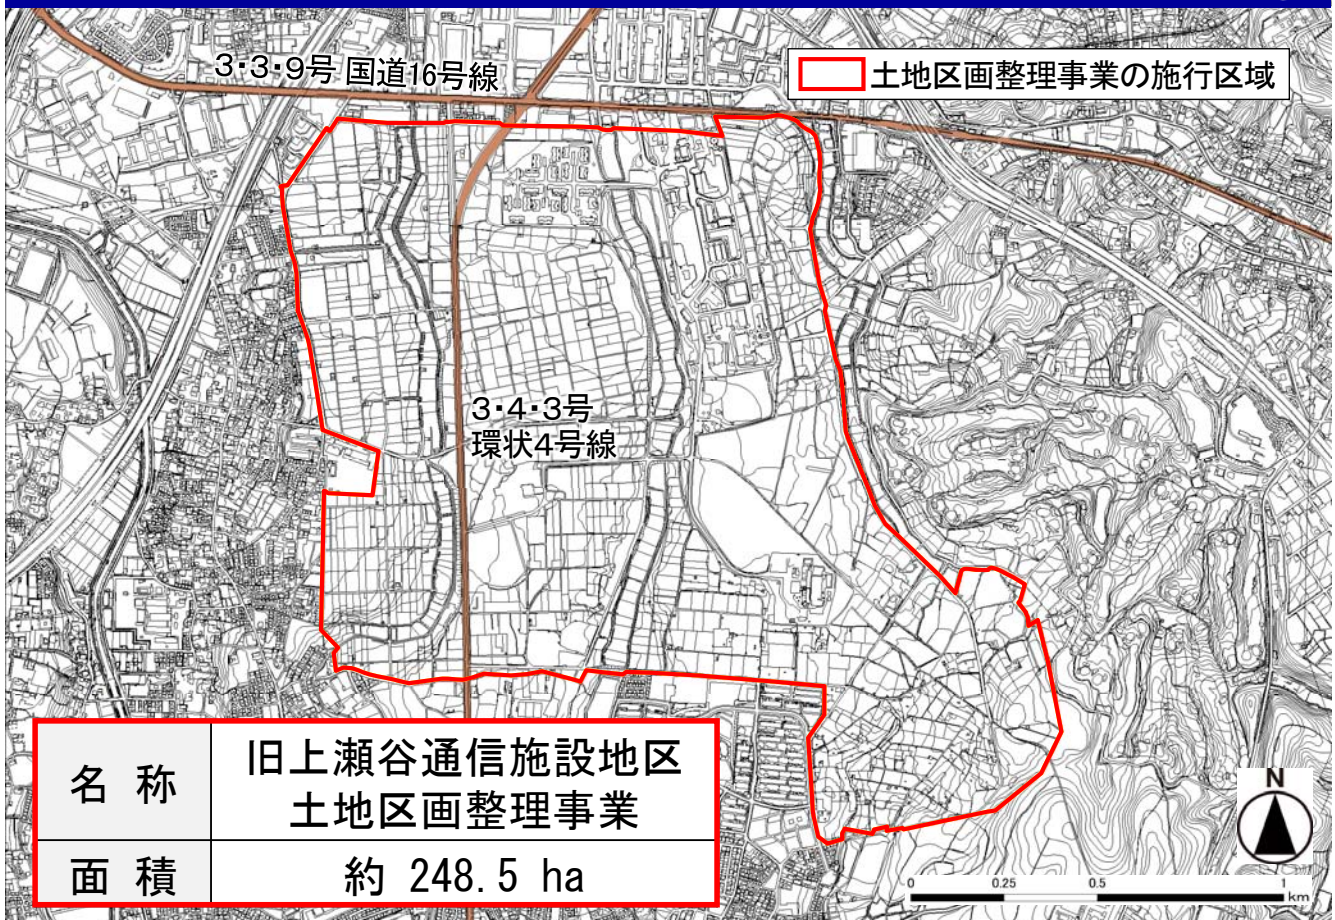 3・3・9号 国道16号線
土地区画整理事業の施行区域
3・4・3号
環状4号線
名 称
旧上瀬谷通信施設地区
土地区画整理事業
面 積
約 248.5 ha
N
0 0.25 0.5 1
km